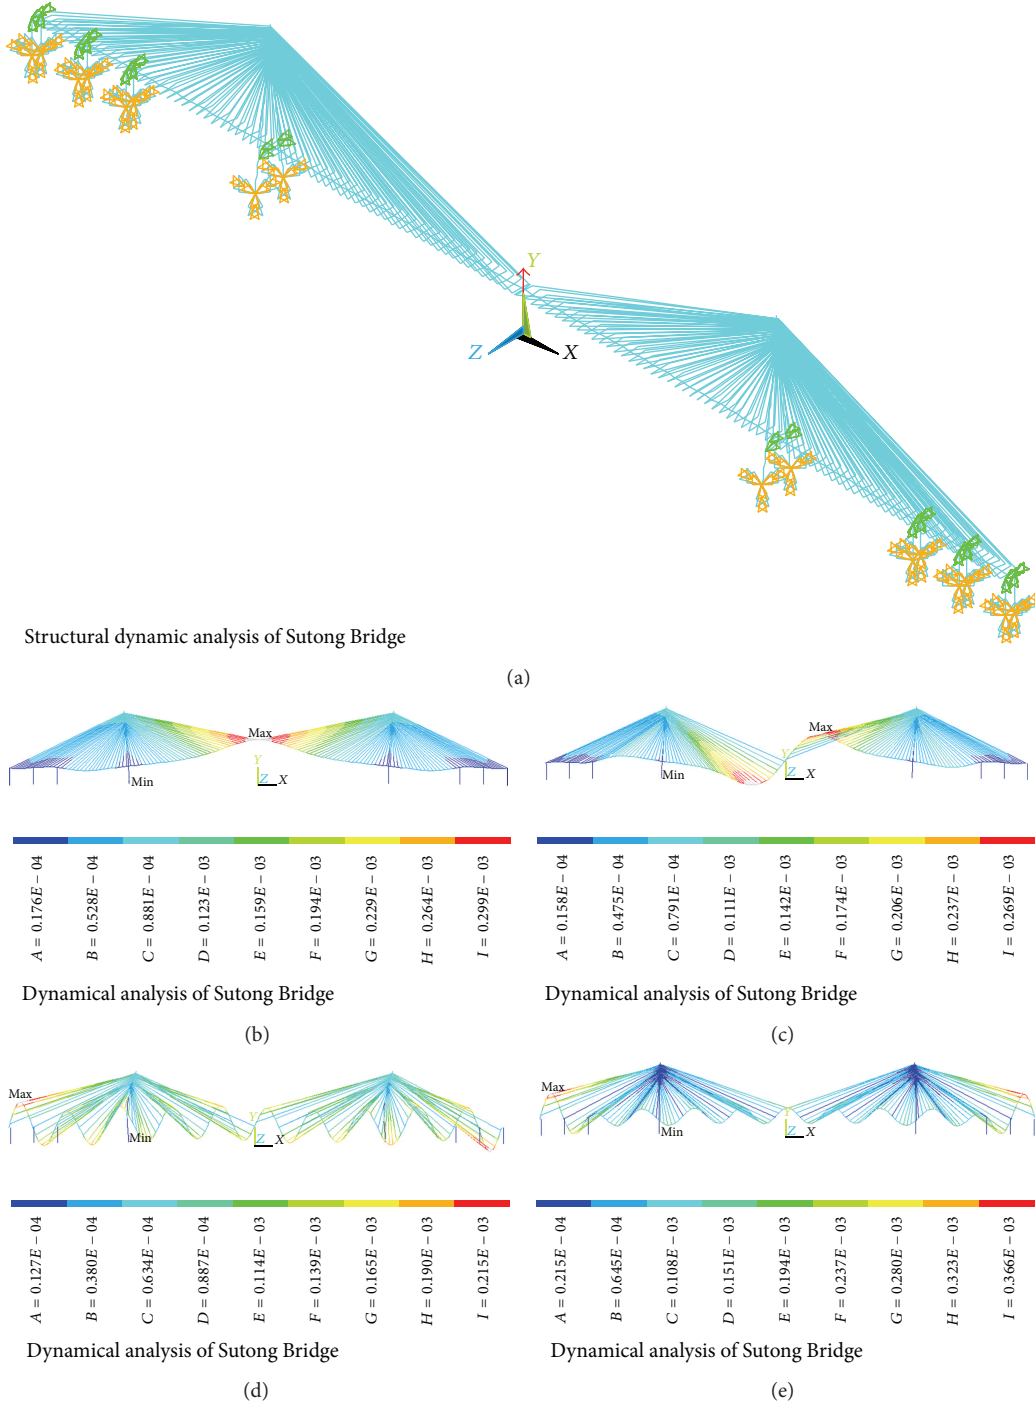 Y
Z
X
Structural dynamic analysis of Sutong Bridge
(a)
Max
Min
Y
Z
X
A = 0.176E − 04
B = 0.528E − 04
C = 0.881E − 04
D = 0.123E − 03
E = 0.159E − 03
F = 0.194E − 03
G = 0.229E − 03
H = 0.264E − 03
I = 0.299E − 03
Dynamical analysis of Sutong Bridge
(b)
Max
Min
Y
Z
X
A = 0.158E − 04
B = 0.475E − 04
C = 0.791E − 04
D = 0.111E − 03
E = 0.142E − 03
F = 0.174E − 03
G = 0.206E − 03
H = 0.237E − 03
I = 0.269E − 03
Dynamical analysis of Sutong Bridge
(c)
Max
Min
Y
Z
X
A = 0.127E − 04
B = 0.380E − 04
C = 0.634E − 04
D = 0.887E − 04
E = 0.114E − 03
F = 0.139E − 03
G = 0.165E − 03
H = 0.190E − 03
I = 0.215E − 03
Dynamical analysis of Sutong Bridge
(d)
Max
Min
Y
Z
X
A = 0.215E − 04
B = 0.645E − 04
C = 0.108E − 03
D = 0.151E − 03
E = 0.194E − 03
F = 0.237E − 03
G = 0.280E − 03
H = 0.323E − 03
I = 0.366E − 03
Dynamical analysis of Sutong Bridge
(e)